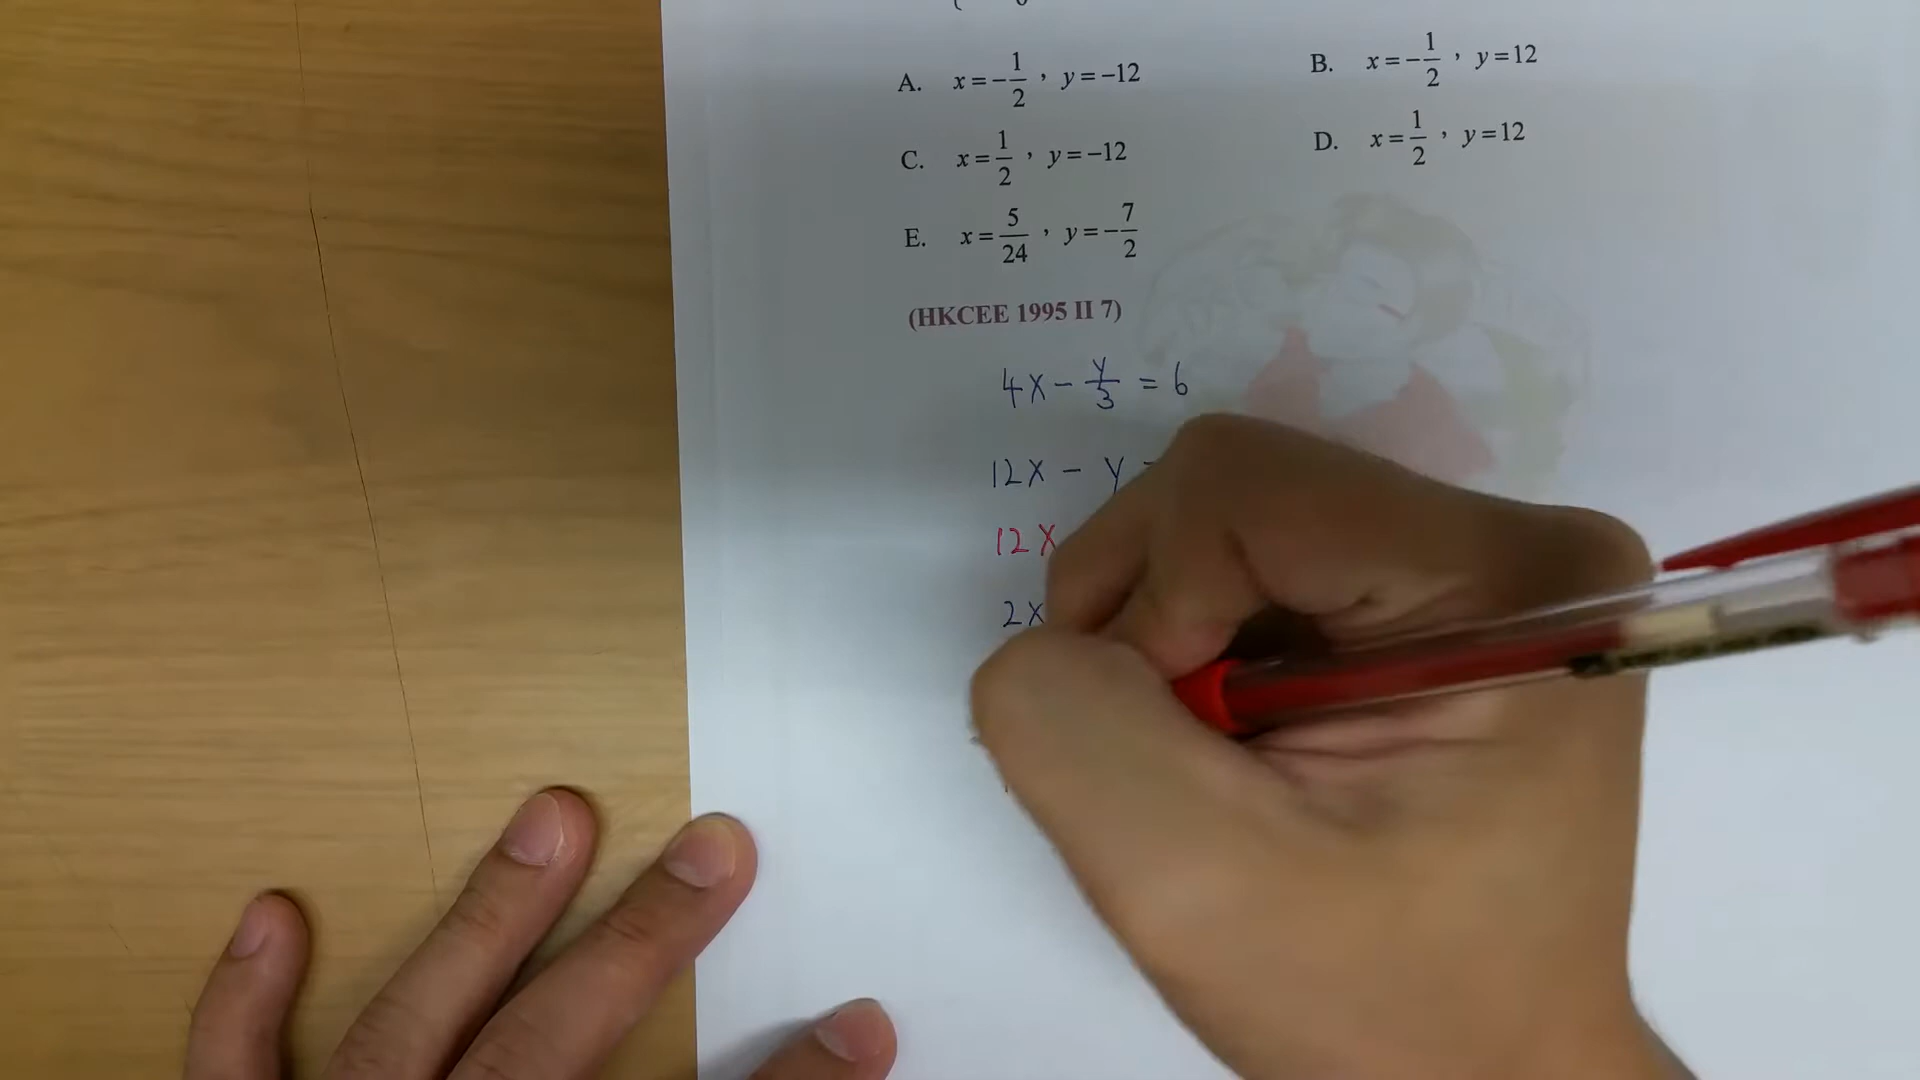 A. x=-1/2, y=-12
B. x=-1/2, y=12
C. x=1/2, y=-12
D. x=1/2, y=12
E. x=5/24, y=-7/2
(HKCEE 1995 II 7)
4x - y/3 = 6
12x - y
12x
2x